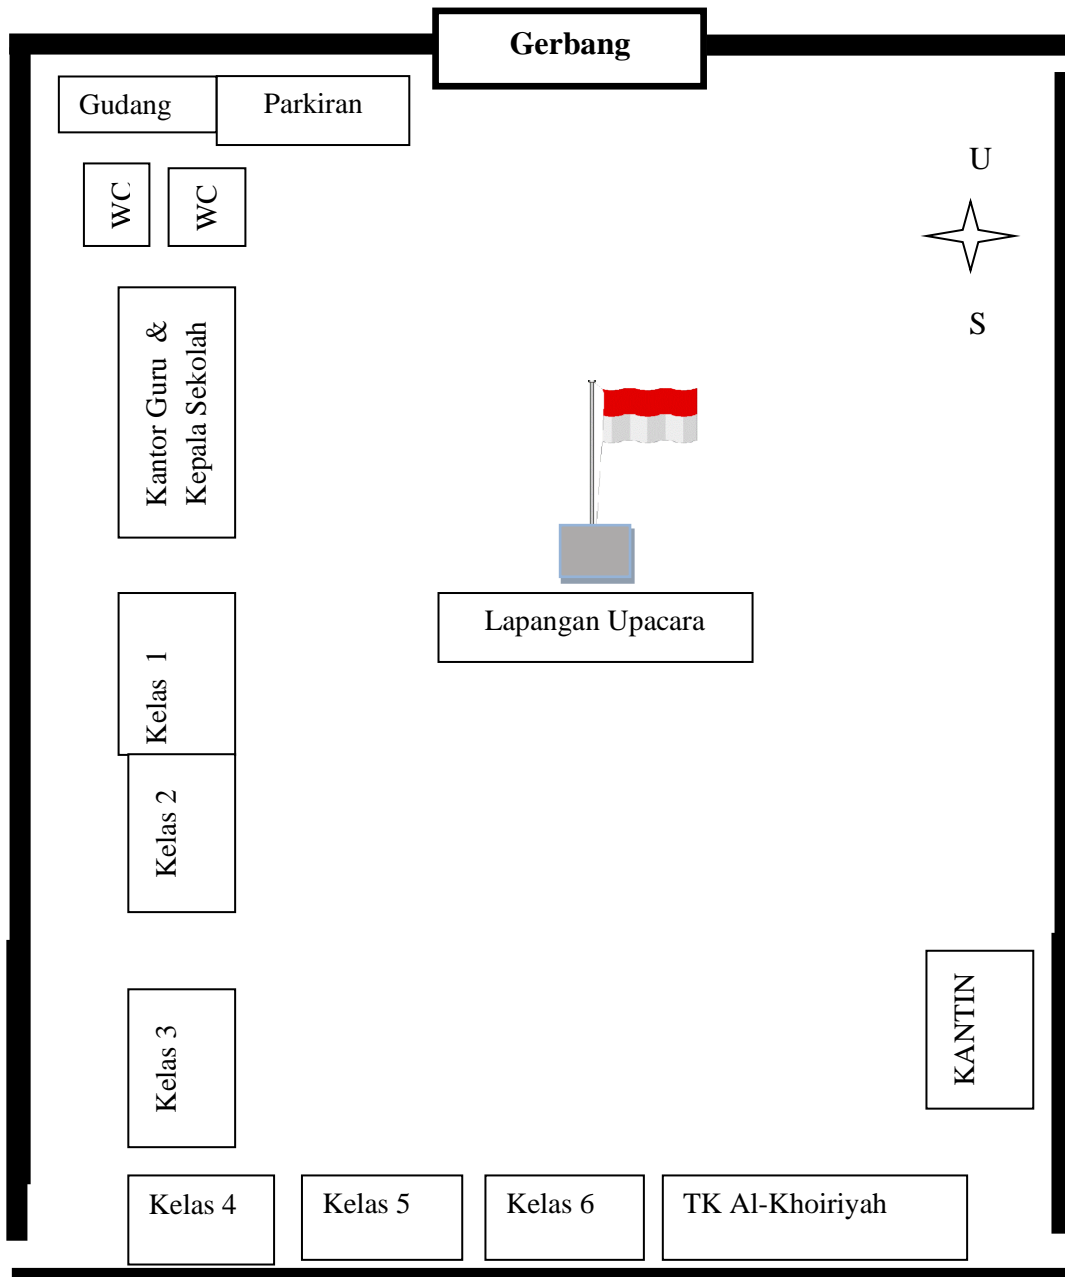 Gerbang
Gudang
Parkiran
WC
WC
U
S
Kantor Guru & 
Kepala Sekolah
Lapangan Upacara
Kelas 1
Kelas 2
Kelas 3
KANTIN
Kelas 4
Kelas 5
Kelas 6
TK Al-Khoiriyah